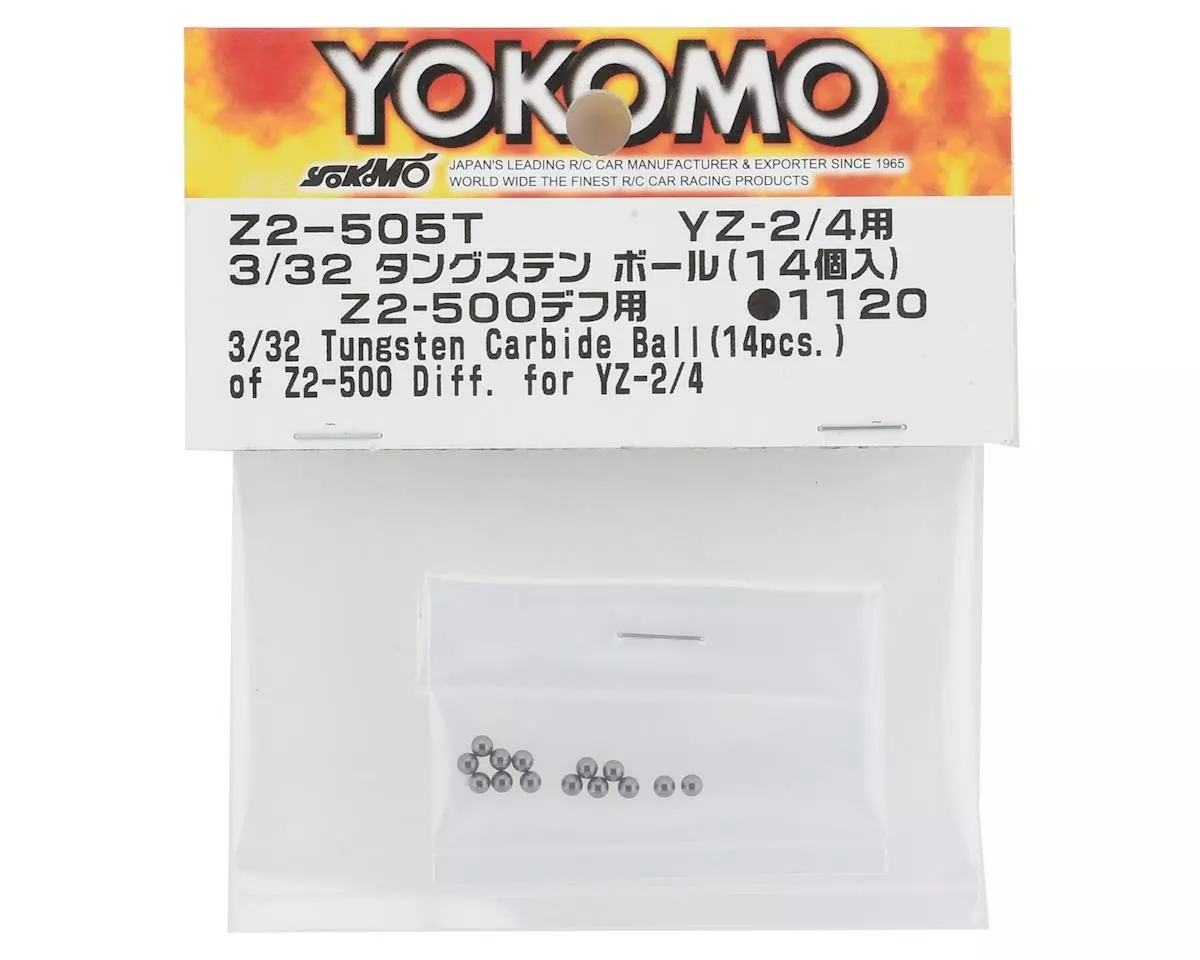 YOKOMO
YOKOMO JAPAN'S LEADING R/C CAR MANUFACTURER & EXPORTER SINCE 1965
WORLD WIDE THE FINEST R/C CAR RACING PRODUCTS
Z2-505T YZ-2/4用
3/32 タングステン ボール(14個入)
Z2-500デフ用 ●1120
3/32 Tungsten Carbide Ball(14pcs.)
of Z2-500 Diff. for YZ-2/4